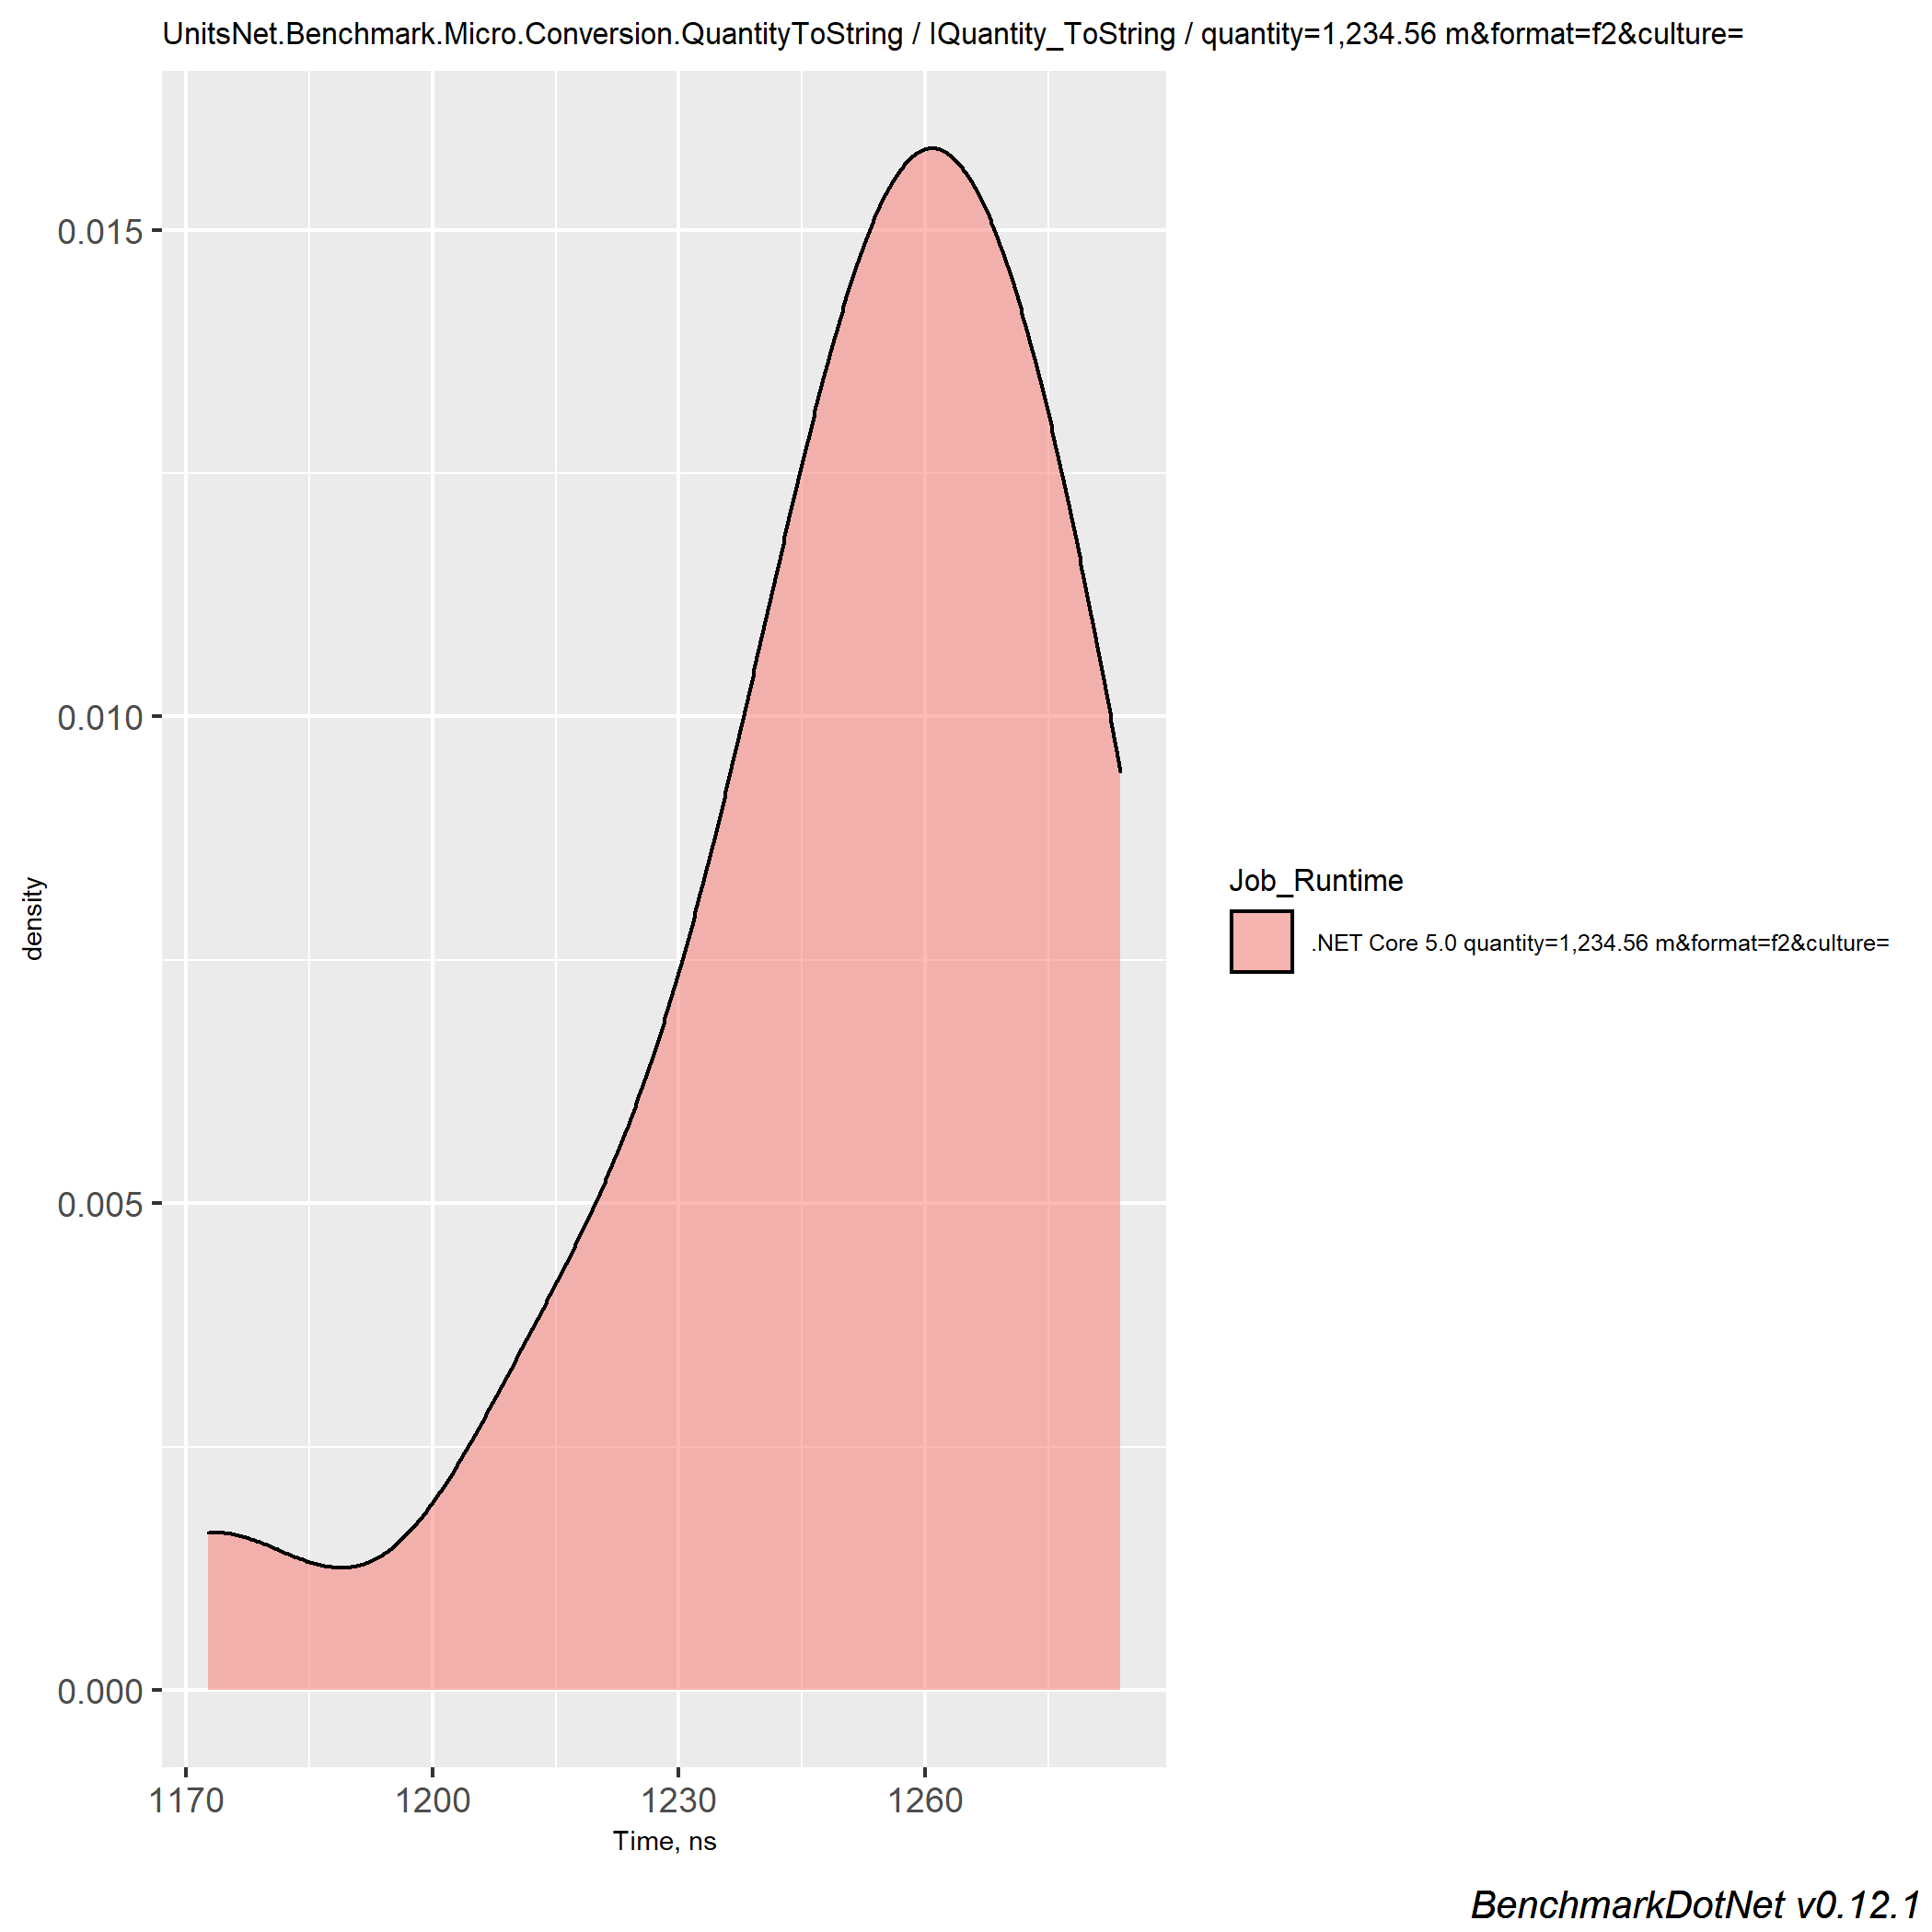 UnitsNet.Benchmark.Micro.Conversion.QuantityToString / IQuantity_ToString / quantity=1,234.56 m&format=f2&culture=
0.015
0.010
0.005
0.000
density
1170 1200 1230 1260
Time, ns
Job_Runtime
.NET Core 5.0 quantity=1,234.56 m&format=f2&culture=
BenchmarkDotNet v0.12.1